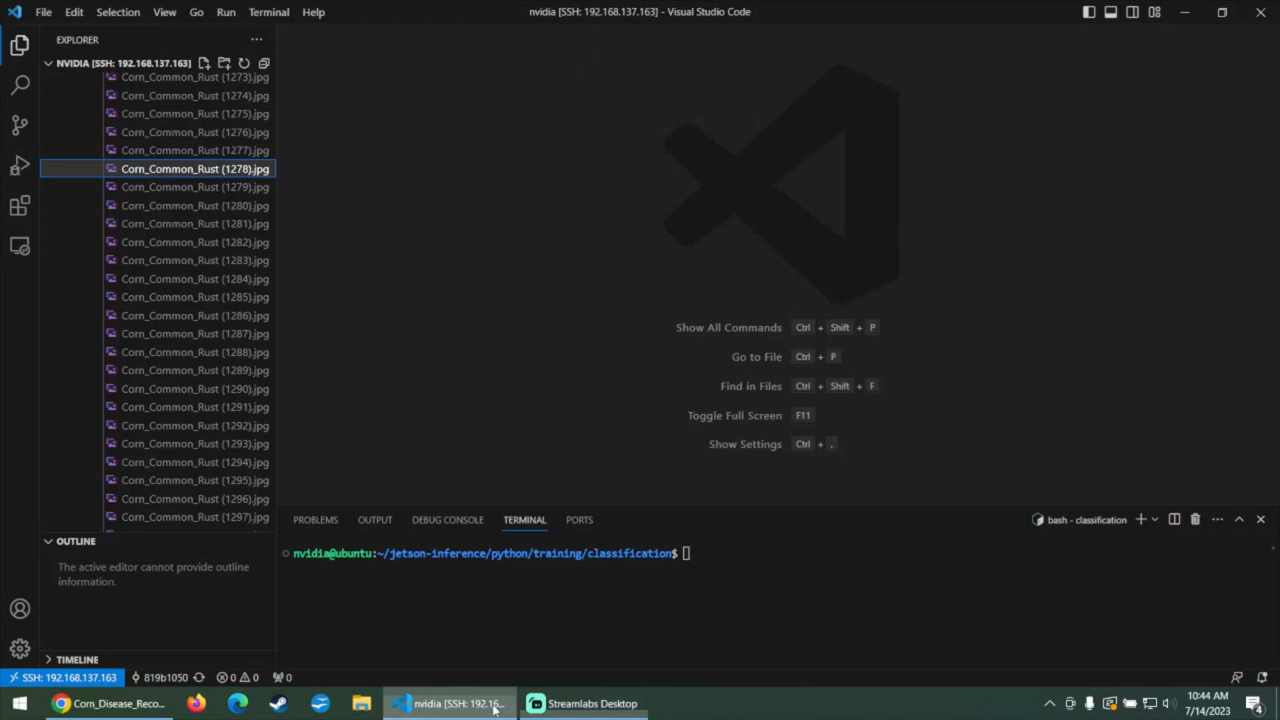 File Edit Selection View Go Run Terminal Help
nvidia [SSH: 192.168.137.163] - Visual Studio Code
EXPLORER
NVIDIA [SSH: 192.168.137.163]
Corn_Common_Rust (1273).jpg
Corn_Common_Rust (1274).jpg
Corn_Common_Rust (1275).jpg
Corn_Common_Rust (1276).jpg
Corn_Common_Rust (1277).jpg
Corn_Common_Rust (1278).jpg
Corn_Common_Rust (1279).jpg
Corn_Common_Rust (1280).jpg
Corn_Common_Rust (1281).jpg
Corn_Common_Rust (1282).jpg
Corn_Common_Rust (1283).jpg
Corn_Common_Rust (1284).jpg
Corn_Common_Rust (1285).jpg
Corn_Common_Rust (1286).jpg
Corn_Common_Rust (1287).jpg
Corn_Common_Rust (1288).jpg
Corn_Common_Rust (1289).jpg
Corn_Common_Rust (1290).jpg
Corn_Common_Rust (1291).jpg
Corn_Common_Rust (1292).jpg
Corn_Common_Rust (1293).jpg
Corn_Common_Rust (1294).jpg
Corn_Common_Rust (1295).jpg
Corn_Common_Rust (1296).jpg
Corn_Common_Rust (1297).jpg
OUTLINE
The active editor cannot provide outline
information.
TIMELINE
Show All Commands Ctrl + Shift + P
Go to File Ctrl + P
Find in Files Ctrl + Shift + F
Toggle Full Screen F11
Show Settings Ctrl + ,
PROBLEMS OUTPUT DEBUG CONSOLE TERMINAL PORTS
bash - classification
nvidia@ubuntu:~/jetson-inference/python/training/classification$
SSH: 192.168.137.163 819b1050 0 0 0
Corn_Disease_Reco... nvidia [SSH: 192.16... Streamlabs Desktop
10:44 AM
7/14/2023
4